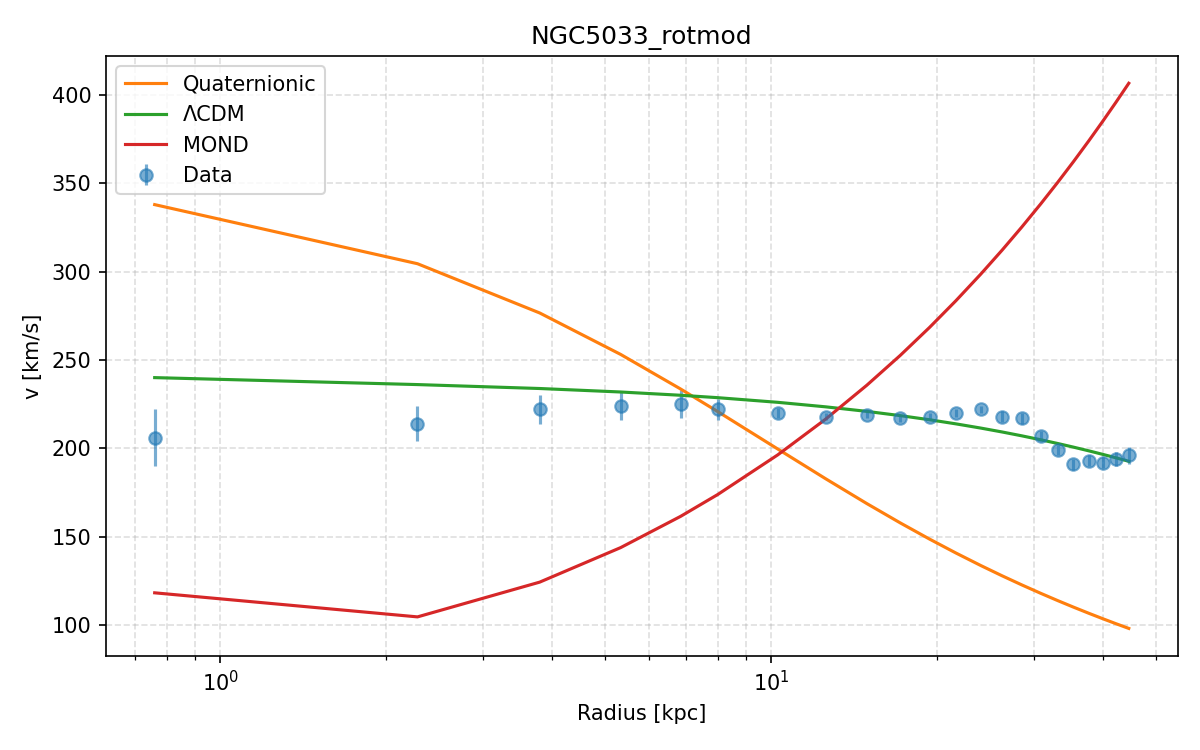 NGC5033_rotmod
Quaternionic
ΛCDM
MOND
Data
v [km/s]
400
350
300
250
200
150
100
10⁰
10¹
Radius [kpc]